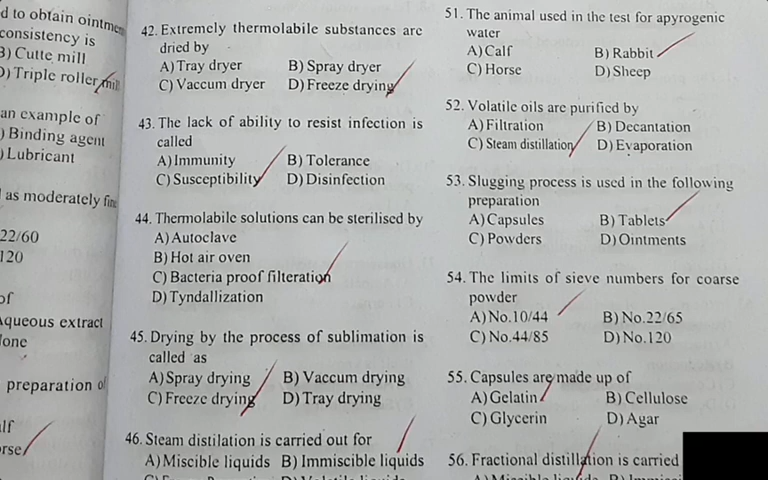 d to obtain ointmen
consistency is
B) Cutte mill
D) Triple roller mill
an example of
) Binding agent
) Lubricant
as moderately fine
22/60
120
of
Aqueous extract
preparation of
alf
rse
42. Extremely thermolabile substances are
dried by
A) Tray dryer B) Spray dryer
C) Vaccum dryer D) Freeze drying
43. The lack of ability to resist infection is
called
A) Immunity B) Tolerance
C) Susceptibility D) Disinfection
44. Thermolabile solutions can be sterilised by
A) Autoclave
B) Hot air oven
C) Bacteria proof filteration
D) Tyndallization
45. Drying by the process of sublimation is
called as
A) Spray drying B) Vaccum drying
C) Freeze drying D) Tray drying
46. Steam distilation is carried out for
A) Miscible liquids B) Immiscible liquids
51. The animal used in the test for apyrogenic
water
A) Calf B) Rabbit
C) Horse D) Sheep
52. Volatile oils are purified by
A) Filtration B) Decantation
C) Steam distillation D) Evaporation
53. Slugging process is used in the following
preparation
A) Capsules B) Tablets
C) Powders D) Ointments
54. The limits of sieve numbers for coarse
powder
A) No.10/44 B) No.22/65
C) No.44/85 D) No.120
55. Capsules are made up of
A) Gelatin B) Cellulose
C) Glycerin D) Agar
56. Fractional distillation is carried